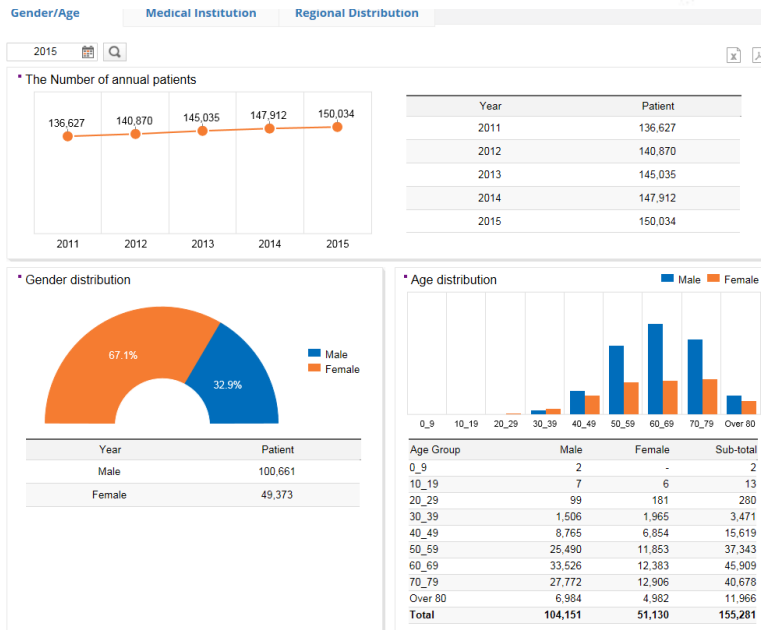 Gender/Age Medical Institution Regional Distribution
2015
The Number of annual patients
136,627 140,870 145,035 147,912 150,034
2011 2012 2013 2014 2015
Year Patient
2011 136,627
2012 140,870
2013 145,035
2014 147,912
2015 150,034
Gender distribution
67.1%
32.9%
Male
Female
Year Patient
Male 100,661
Female 49,373
Age distribution
Male Female
0_9 10_19 20_29 30_39 40_49 50_59 60_69 70_79 Over 80
Age Group Male Female Sub-total
0_9 2 - 2
10_19 7 6 13
20_29 99 181 280
30_39 1,506 1,965 3,471
40_49 8,765 6,854 15,619
50_59 25,490 11,853 37,343
60_69 33,526 12,383 45,909
70_79 27,772 12,906 40,678
Over 80 6,984 4,982 11,966
Total 104,151 51,130 155,281